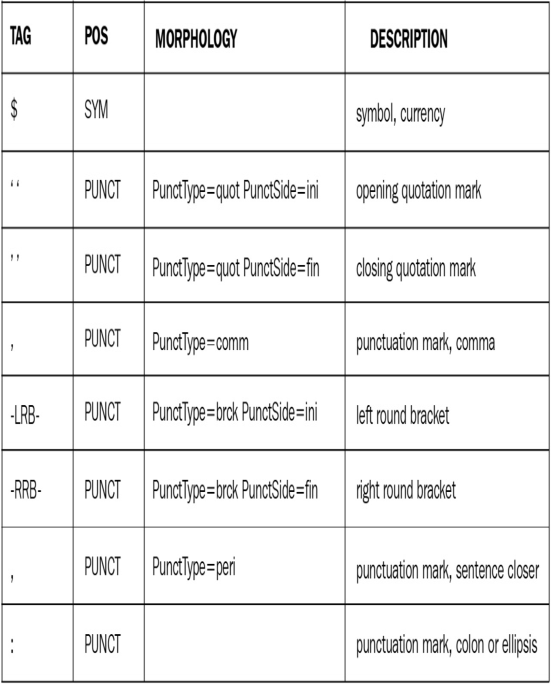 TAG POS MORPHOLOGY DESCRIPTION
$ SYM symbol, currency
‘ ‘ PUNCT PunctType=quot PunctSide=ini opening quotation mark
’ ’ PUNCT PunctType=quot PunctSide=fin closing quotation mark
, PUNCT PunctType=comm punctuation mark, comma
-LRB- PUNCT PunctType=brck PunctSide=ini left round bracket
-RRB- PUNCT PunctType=brck PunctSide=fin right round bracket
, PUNCT PunctType=peri punctuation mark, sentence closer
: PUNCT punctuation mark, colon or ellipsis